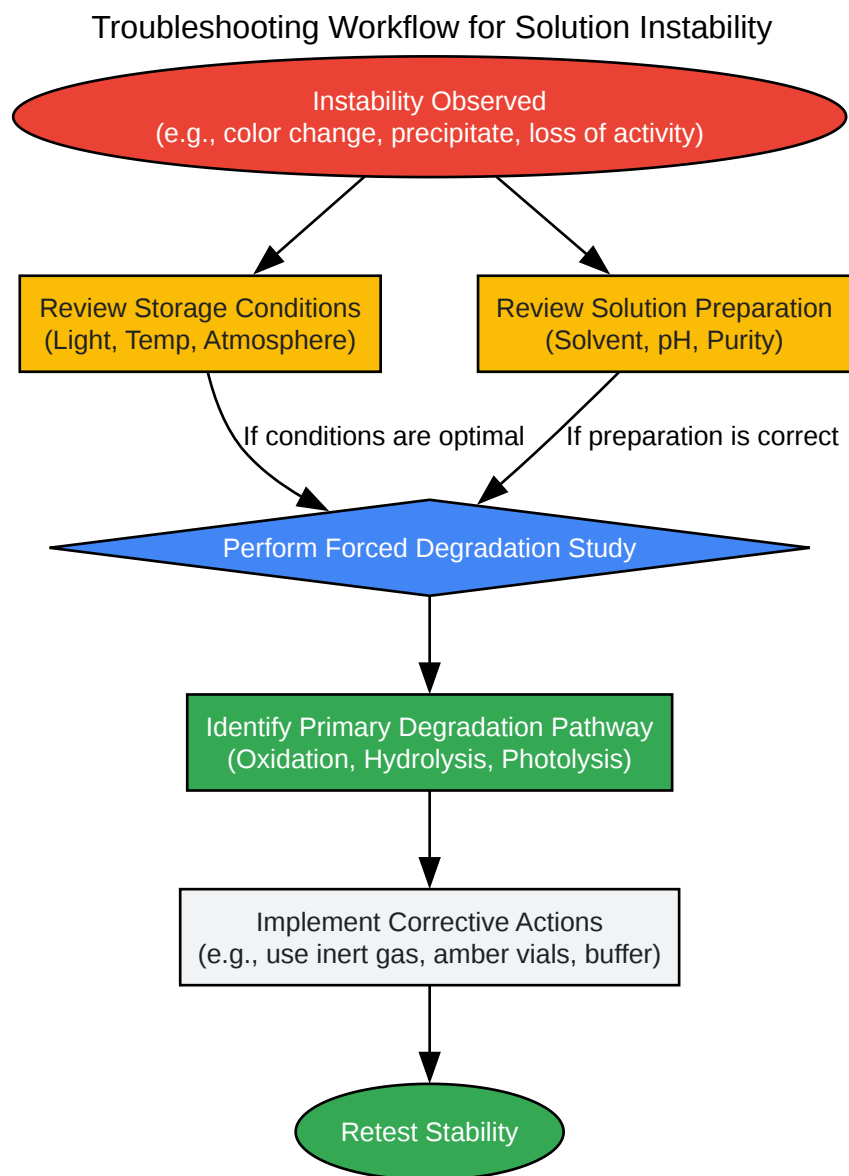 Troubleshooting Workflow for Solution Instability
Instability Observed
(e.g., color change, precipitate, loss of activity)
Review Storage Conditions
(Light, Temp, Atmosphere)
Review Solution Preparation
(Solvent, pH, Purity)
If conditions are optimal
If preparation is correct
Perform Forced Degradation Study
Identify Primary Degradation Pathway
(Oxidation, Hydrolysis, Photolysis)
Implement Corrective Actions
(e.g., use inert gas, amber vials, buffer)
Retest Stability